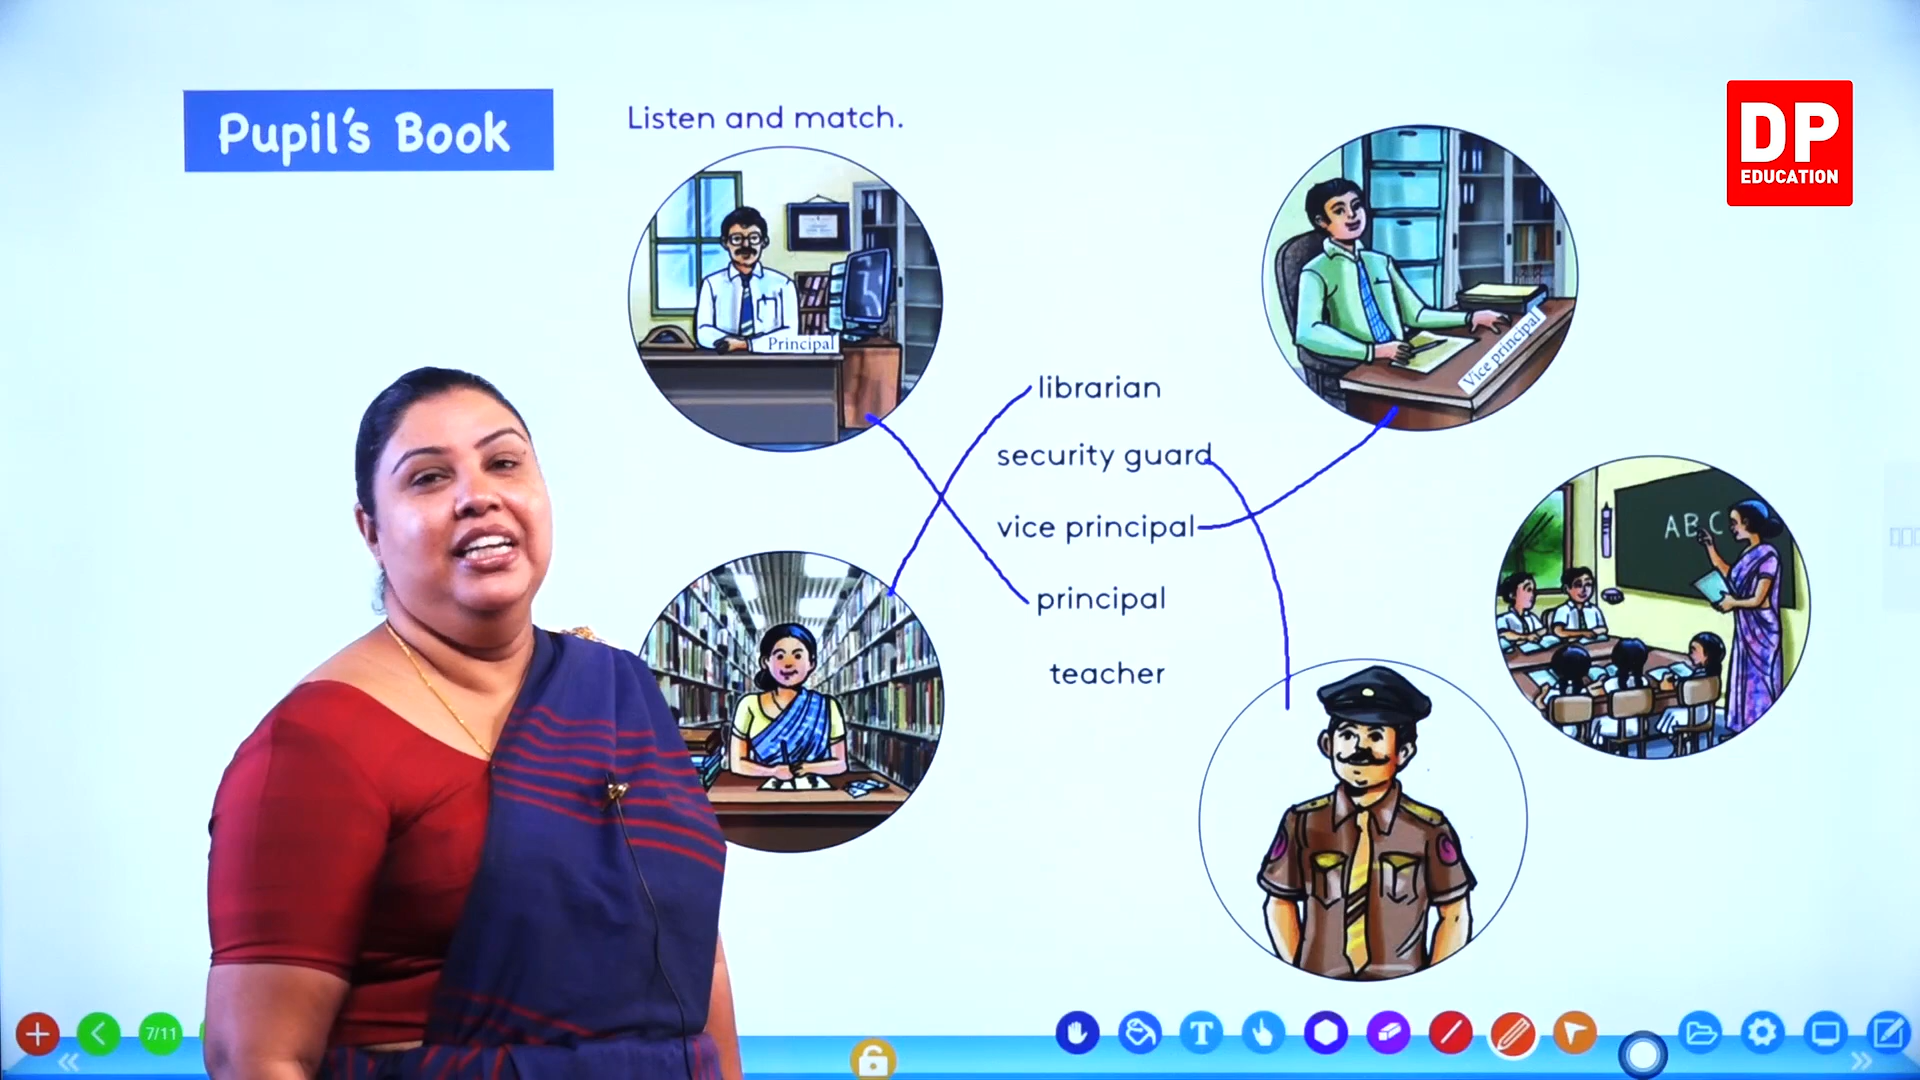 Pupil's Book
Listen and match.
DP
EDUCATION
Principal
Vice principal
librarian
security guard
vice principal
principal
teacher
ABC
7/11
T